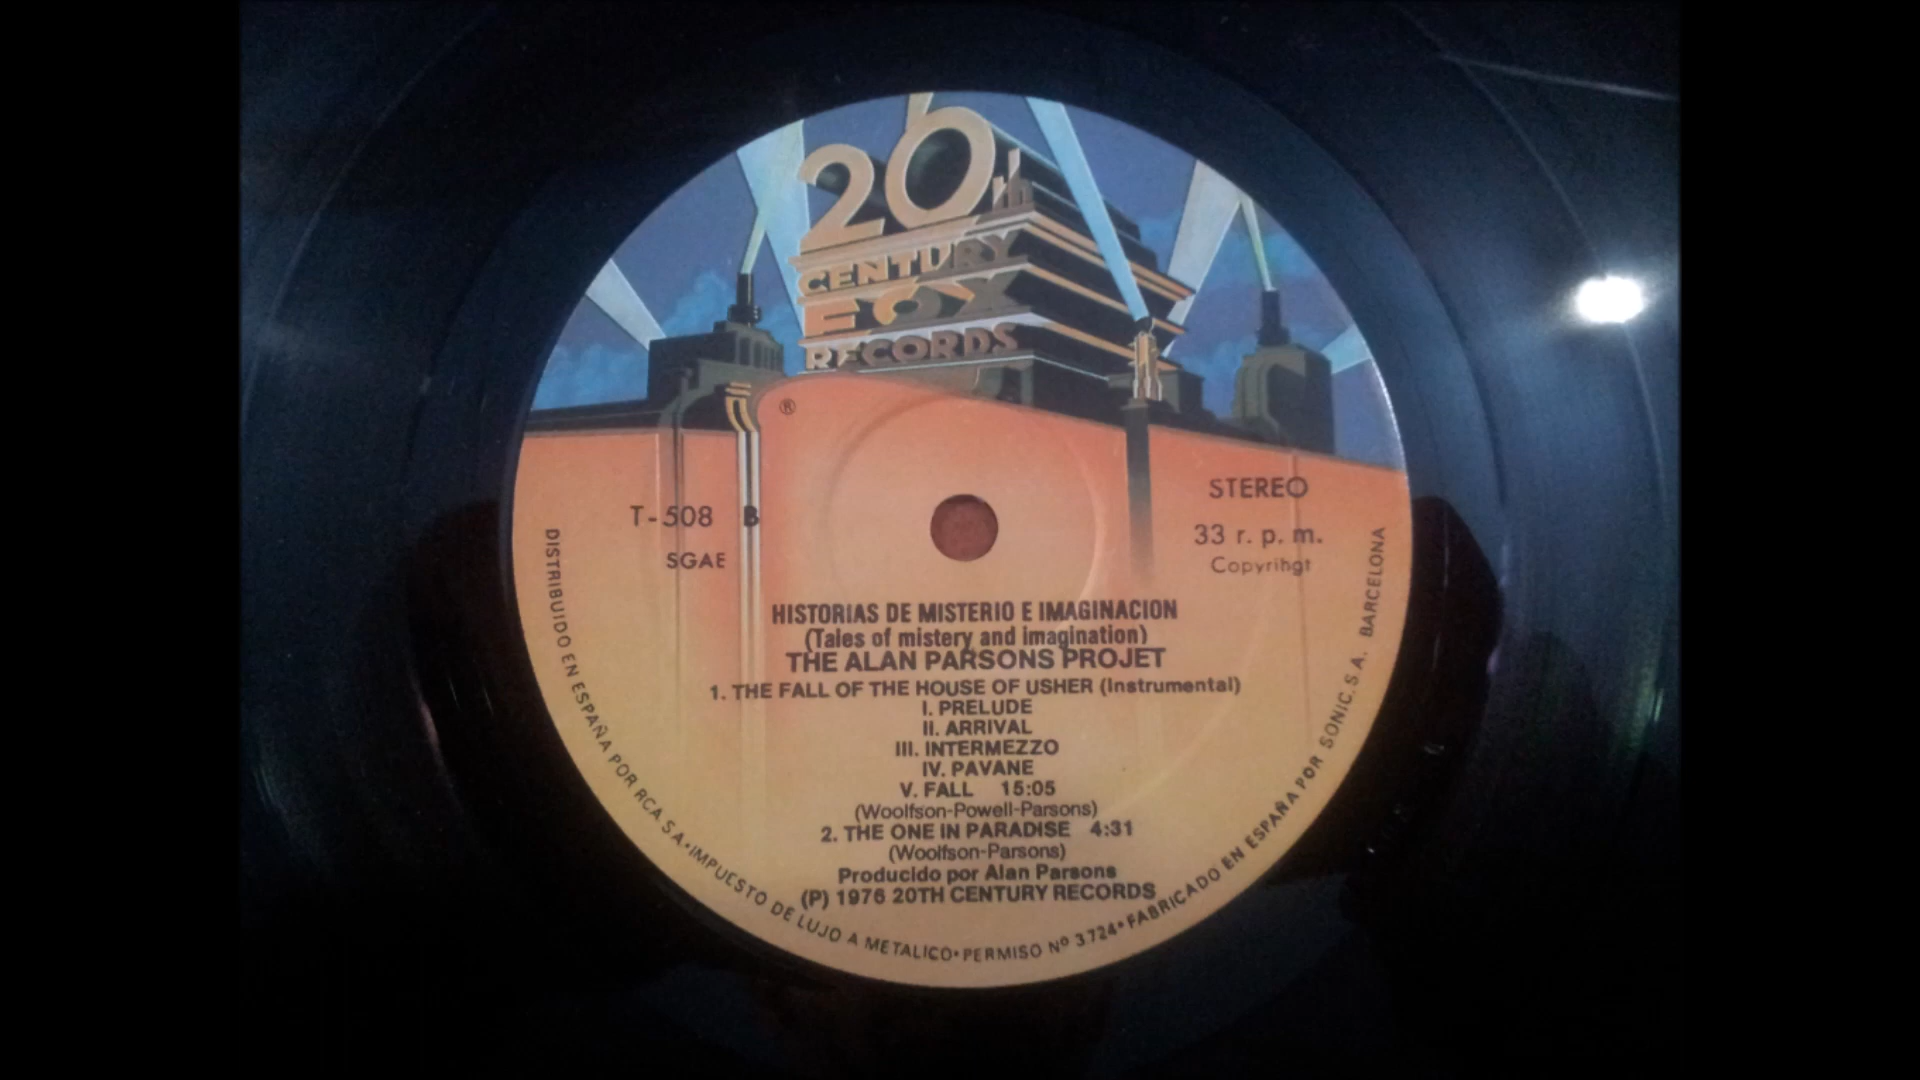 20th
CENTURY
FOX
RECORDS
®
T-508 B
SGAE
STEREO
33 r. p. m.
Copyrihgt
HISTORIAS DE MISTERIO E IMAGINACION
(Tales of mistery and imagination)
THE ALAN PARSONS PROJET
1. THE FALL OF THE HOUSE OF USHER (Instrumental)
I. PRELUDE
II. ARRIVAL
III. INTERMEZZO
IV. PAVANE
V. FALL 15:05
(Woolfson-Powell-Parsons)
2. THE ONE IN PARADISE 4:31
(Woolfson-Parsons)
Producido por Alan Parsons
(P) 1976 20TH CENTURY RECORDS
DISTRIBUIDO EN ESPAÑA POR RCA S.A.•IMPUESTO DE LUJO A METALICO•PERMISO Nº 3.724•FABRICADO EN ESPAÑA POR SONIC. S.A. BARCELONA